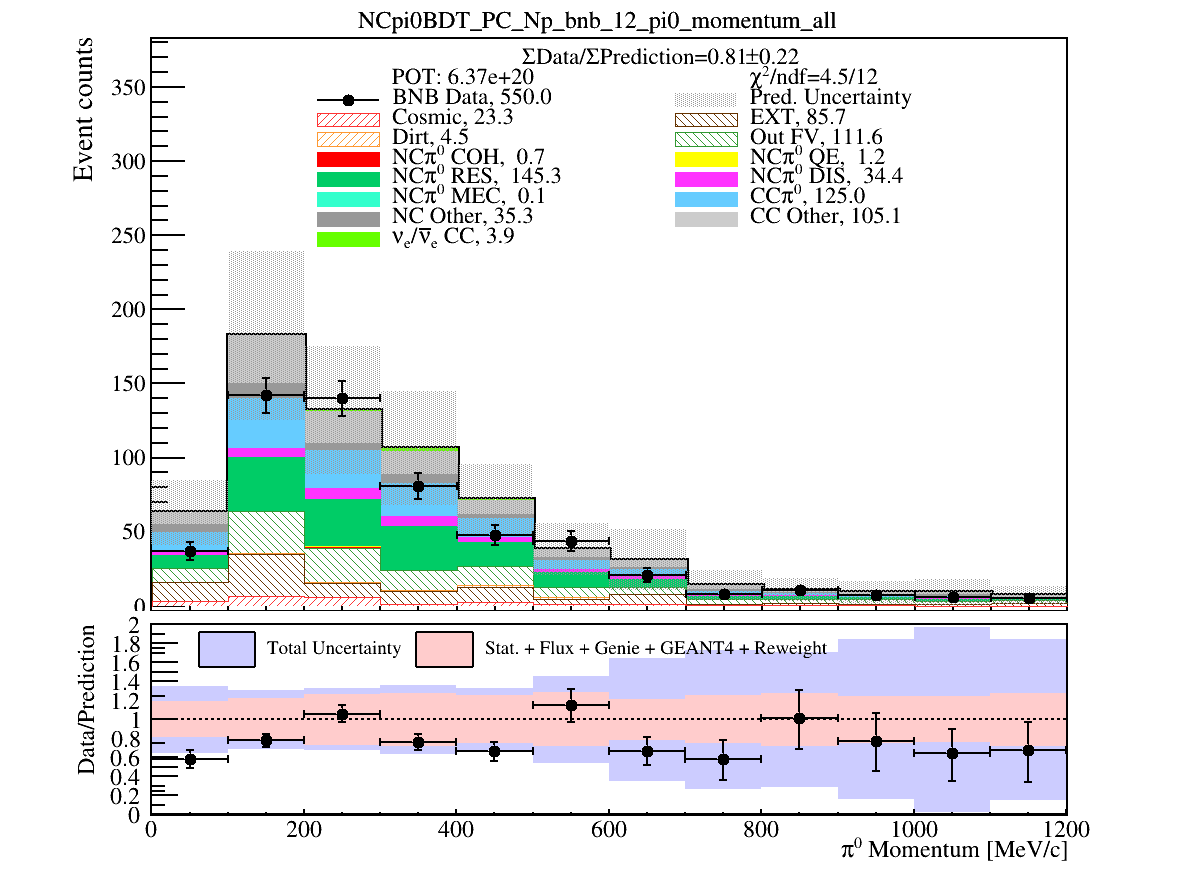 NCpi0BDT_PC_Np_bnb_12_pi0_momentum_all
ΣData/ΣPrediction=0.81±0.22
POT: 6.37e+20
χ²/ndf=4.5/12
BNB Data, 550.0
Pred. Uncertainty
Cosmic, 23.3
EXT, 85.7
Dirt, 4.5
Out FV, 111.6
NCπ⁰ COH, 0.7
NCπ⁰ QE, 1.2
NCπ⁰ RES, 145.3
NCπ⁰ DIS, 34.4
NCπ⁰ MEC, 0.1
CCπ⁰, 125.0
NC Other, 35.3
CC Other, 105.1
νₑ/ν̅ₑ CC, 3.9
Event counts
350
300
250
200
150
100
50
0
Total Uncertainty
Stat. + Flux + Genie + GEANT4 + Reweight
Data/Prediction
2
1.8
1.6
1.4
1.2
1
0.8
0.6
0.4
0.2
0
0 200 400 600 800 1000 1200
π⁰ Momentum [MeV/c]